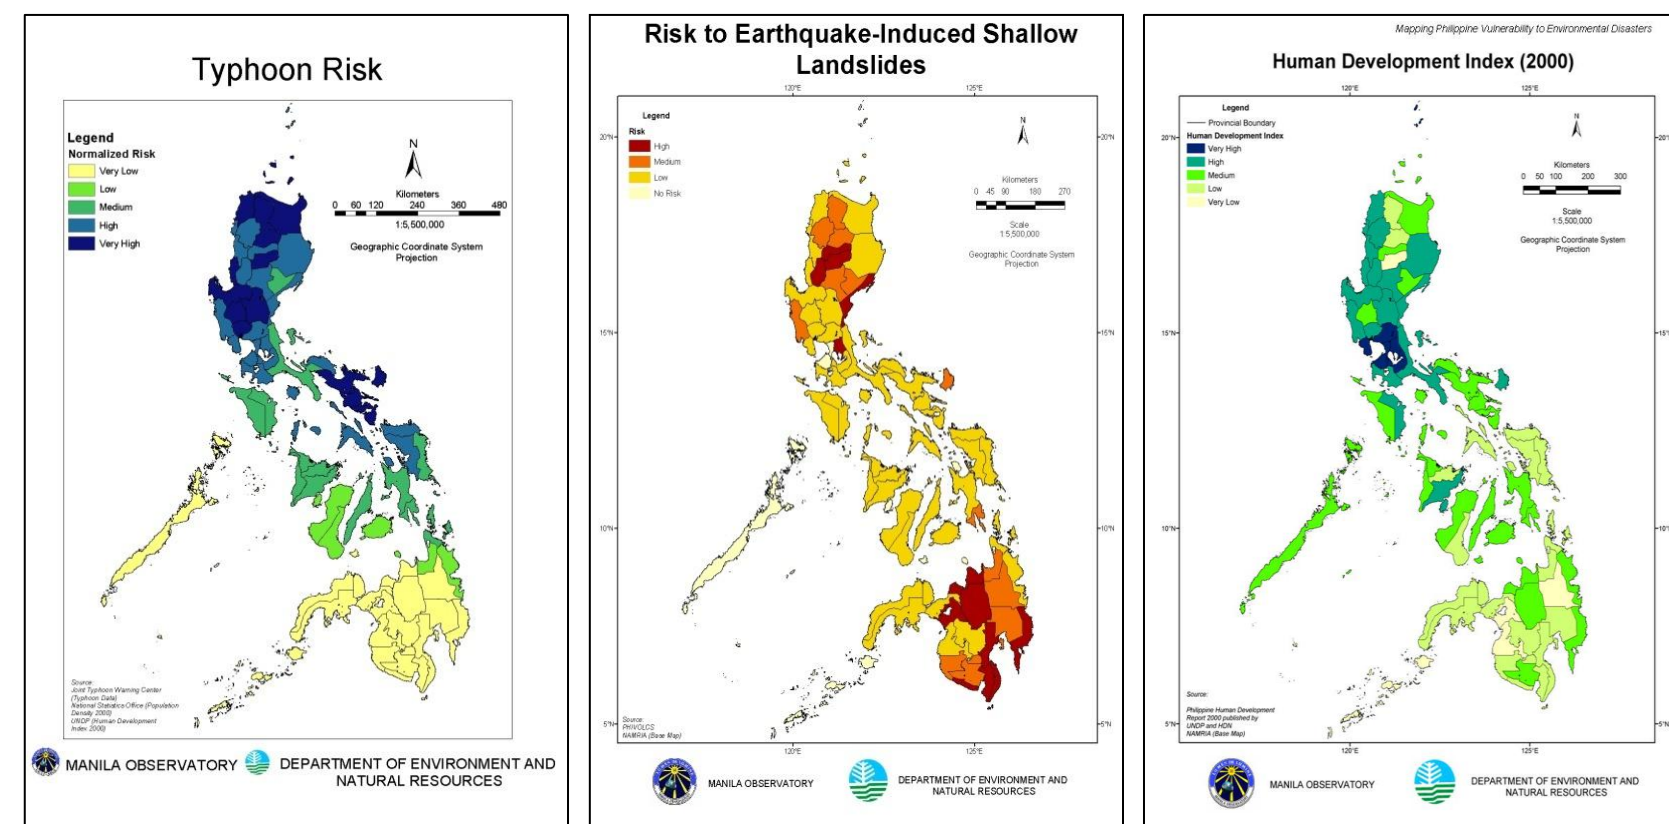 Typhoon Risk
Legend
Normalized Risk
Very Low
Low
Medium
High
Very High
N
Kilometers
0 60 120 240 360 480
1:5,500,000
Geographic Coordinate System
Projection
Source:
Joint Typhoon Warning Center
(Typhoon Data)
National Statistics Office (Population
Density 2000)
UNDP (Human Development
Index 2000)
MANILA OBSERVATORY
DEPARTMENT OF ENVIRONMENT AND
NATURAL RESOURCES
Risk to Earthquake-Induced Shallow
Landslides
120°E 125°E
Legend
Risk
High
Medium
Low
No Risk
N
Kilometers
0 45 90 180 270
Scale
1:5,500,000
Geographic Coordinate System
Projection
20°N 20°N
15°N 15°N
10°N 10°N
5°N 5°N
Source:
PHIVOLCS
NAMRIA (Base Map)
120°E 125°E
MANILA OBSERVATORY
DEPARTMENT OF ENVIRONMENT AND
NATURAL RESOURCES
Mapping Philippine Vulnerability to Environmental Disasters
Human Development Index (2000)
120°E 125°E
Legend
Provincial Boundary
Human Development Index
Very High
High
Medium
Low
Very Low
N
Kilometers
0 50 100 200 300
Scale
1:5,500,000
Geographic Coordinate System
Projection
20°N
15°N
10°N
5°N
Source:
Philippine Human Development
Report 2000 published by
UNDP and HDN
NAMRIA (Base Map)
120°E 125°E
MANILA OBSERVATORY
DEPARTMENT OF ENVIRONMENT AND
NATURAL RESOURCES